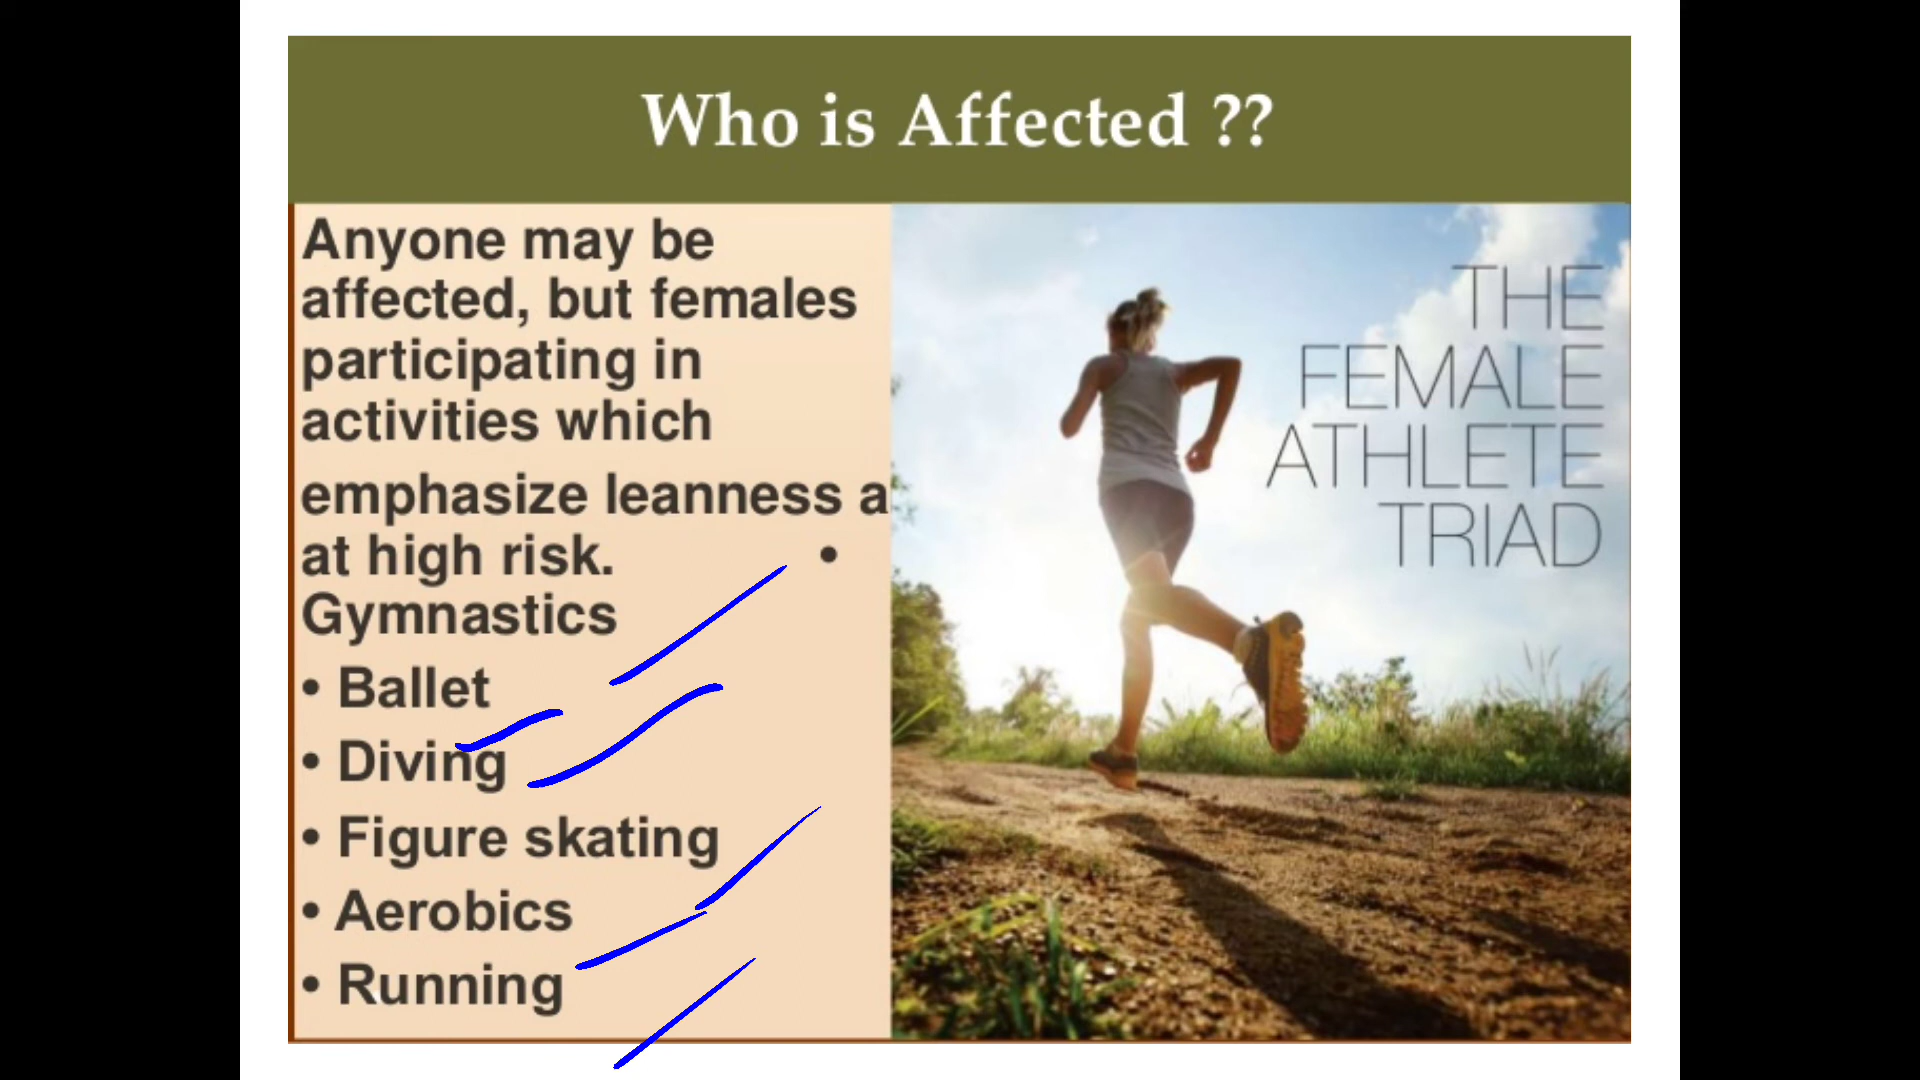 Who is Affected ??
Anyone may be
affected, but females
participating in
activities which
emphasize leanness a
at high risk. •
Gymnastics
• Ballet
• Diving
• Figure skating
• Aerobics
• Running
THE
FEMALE
ATHLETE
TRIAD